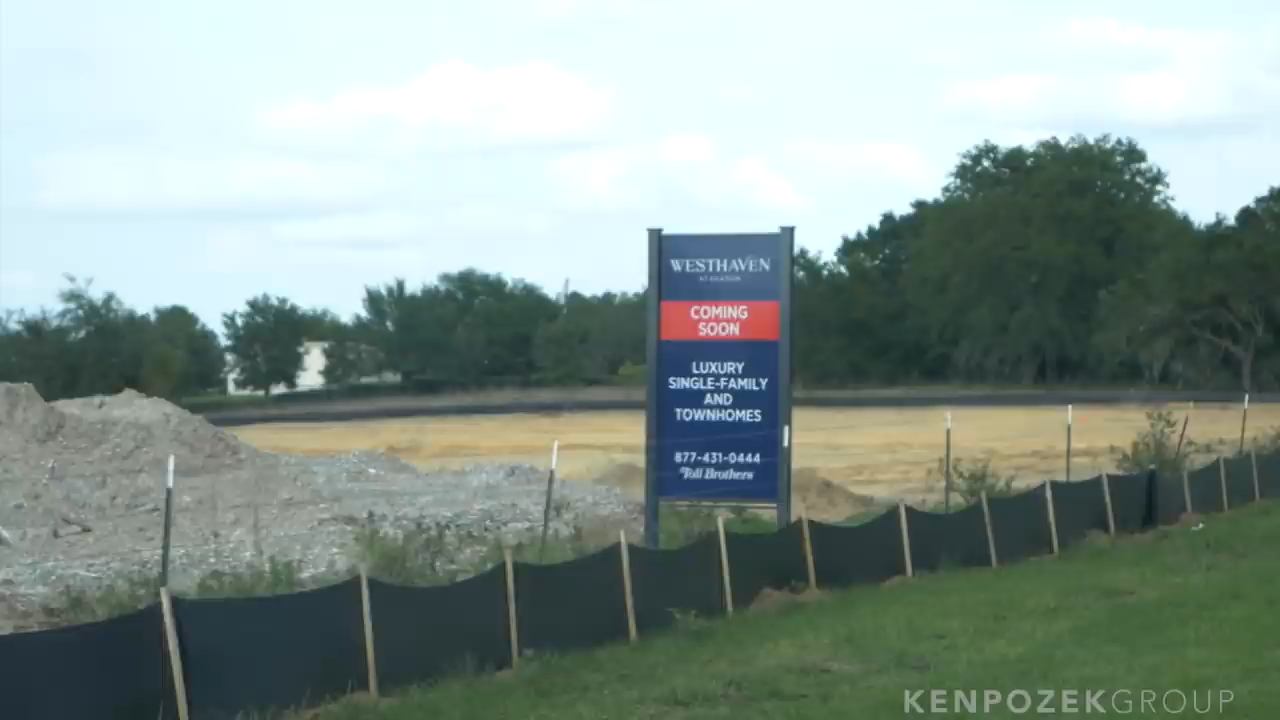 WESTHAVEN
COMING
SOON
LUXURY
SINGLE-FAMILY
AND
TOWNHOMES
877-431-0444
Toll Brothers
KENPOZEKGROUP